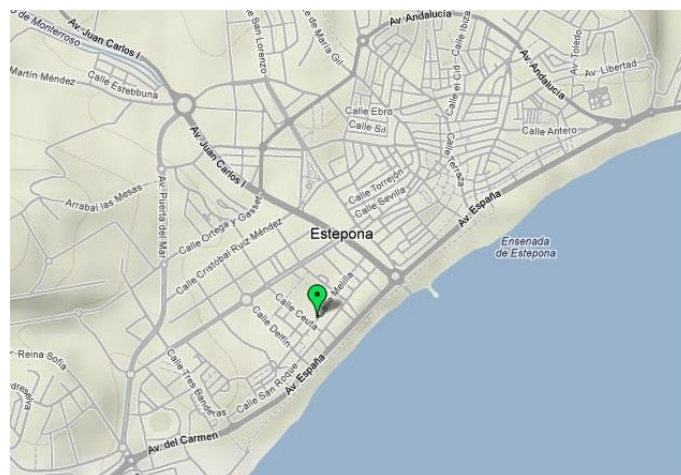 Av. Andalucía
Calle Ibiza
Calle San Lorenzo
de María Gil
Av. Juan Carlos I
de Monterroso
Av. Toledo
Av. Libertad
Martín Méndez
Calle Estebbuna
Calle el Cid
Av. Andalucía
Calle Ebro
Calle Sil
Calle Antero
Av. Juan Carlos I
Calle Terraza
Arrabal las Mesas
Av. Puerta del Mar
Calle Torrejón
Calle Sevilla
Av. España
Calle Ortega y Gasset
Estepona
Ensenada
de Estepona
Calle Cristóbal Ruiz Méndez
Calle Melilla
Calle Ceuta
Calle Delfín
Reina Sofía
Calle Tres Banderas
Calle San Roque
Av. España
Av. del Carmen